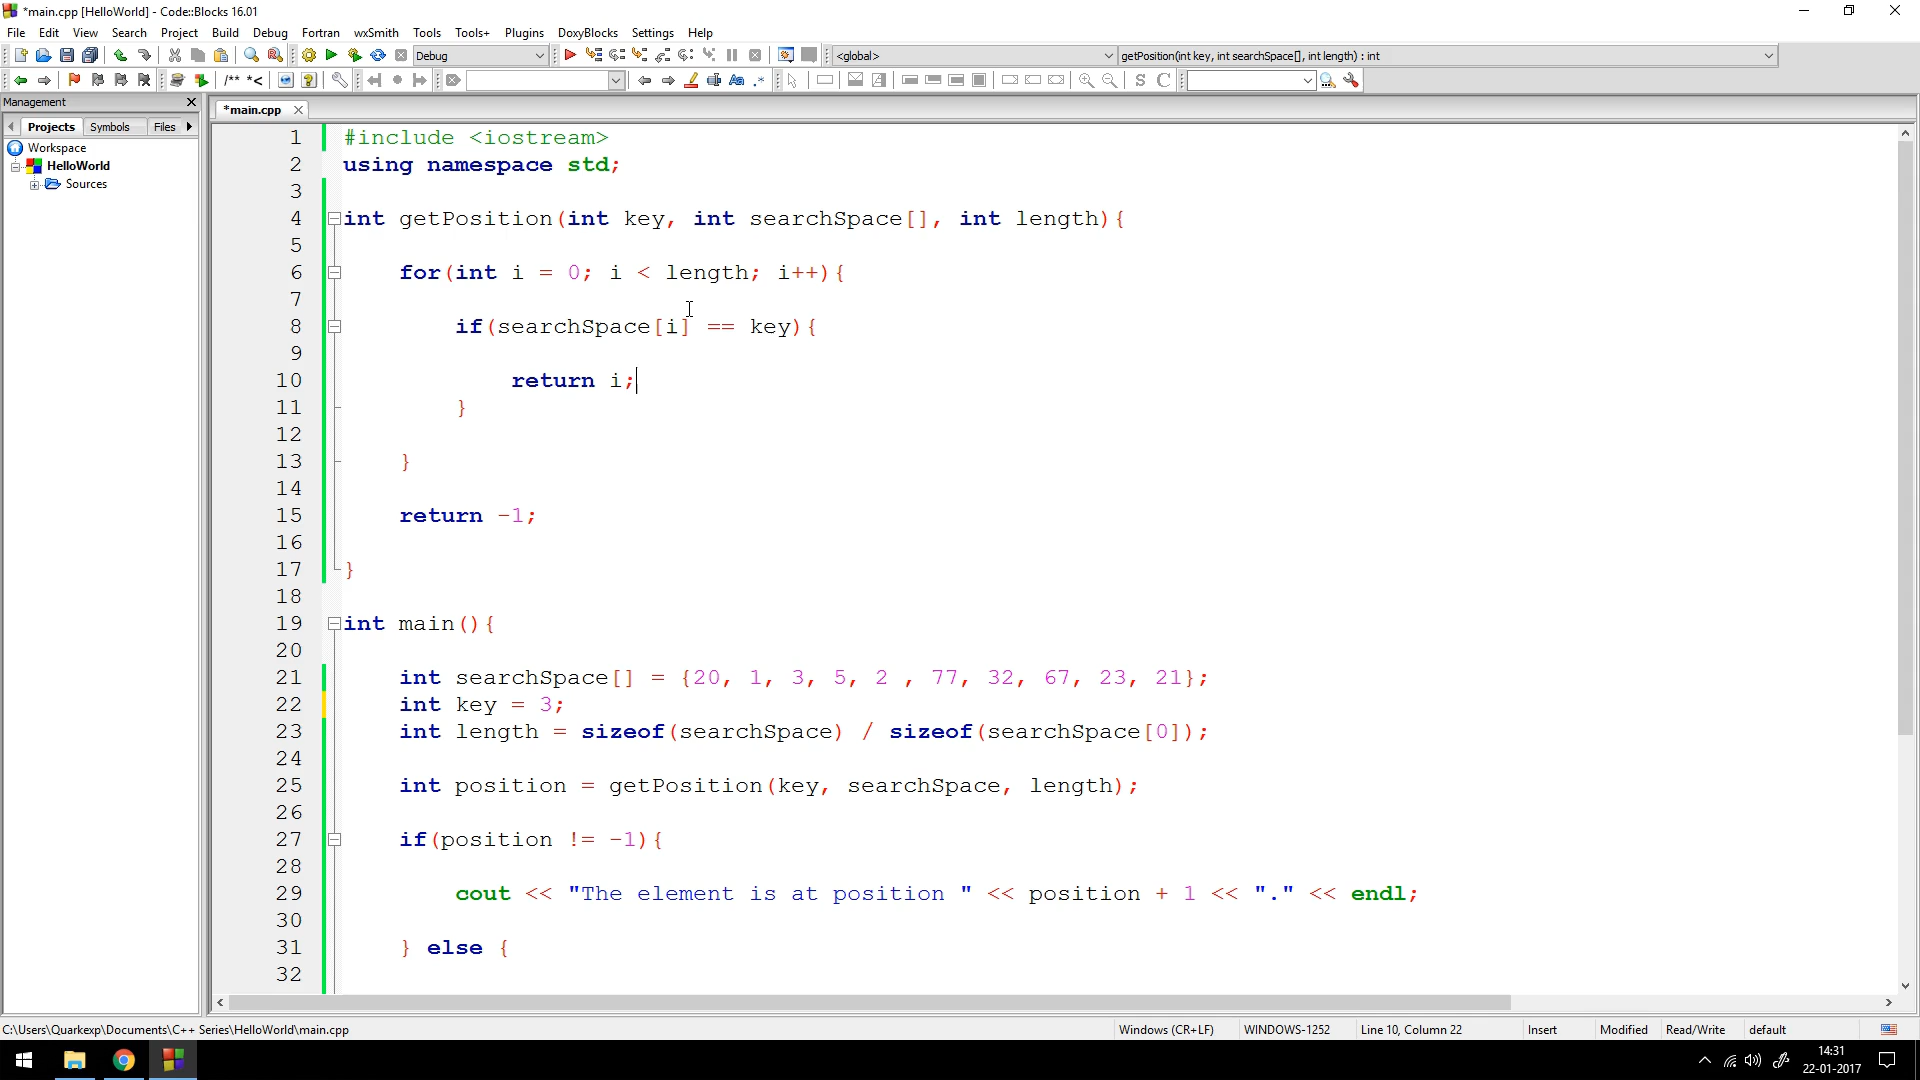 *main.cpp [HelloWorld] - Code::Blocks 16.01
File Edit View Search Project Build Debug Fortran wxSmith Tools Tools+ Plugins DoxyBlocks Settings Help
Debug <global> getPosition(int key, int searchSpace[], int length) : int
/** *< Aa .* S C
Management *main.cpp
Projects Symbols Files
Workspace
HelloWorld
Sources
1 #include <iostream>
2 using namespace std;
3
4 int getPosition(int key, int searchSpace[], int length){
5
6 for(int i = 0; i < length; i++){
7
8 if(searchSpace[i] == key){
9
10 return i;
11 }
12
13 }
14
15 return -1;
16
17 }
18
19 int main(){
20
21 int searchSpace[] = {20, 1, 3, 5, 2 , 77, 32, 67, 23, 21};
22 int key = 3;
23 int length = sizeof(searchSpace) / sizeof(searchSpace[0]);
24
25 int position = getPosition(key, searchSpace, length);
26
27 if(position != -1){
28
29 cout << "The element is at position " << position + 1 << "." << endl;
30
31 } else {
32
C:\Users\Quarkexp\Documents\C++ Series\HelloWorld\main.cpp Windows (CR+LF) WINDOWS-1252 Line 10, Column 22 Insert Modified Read/Write default
14:31
22-01-2017